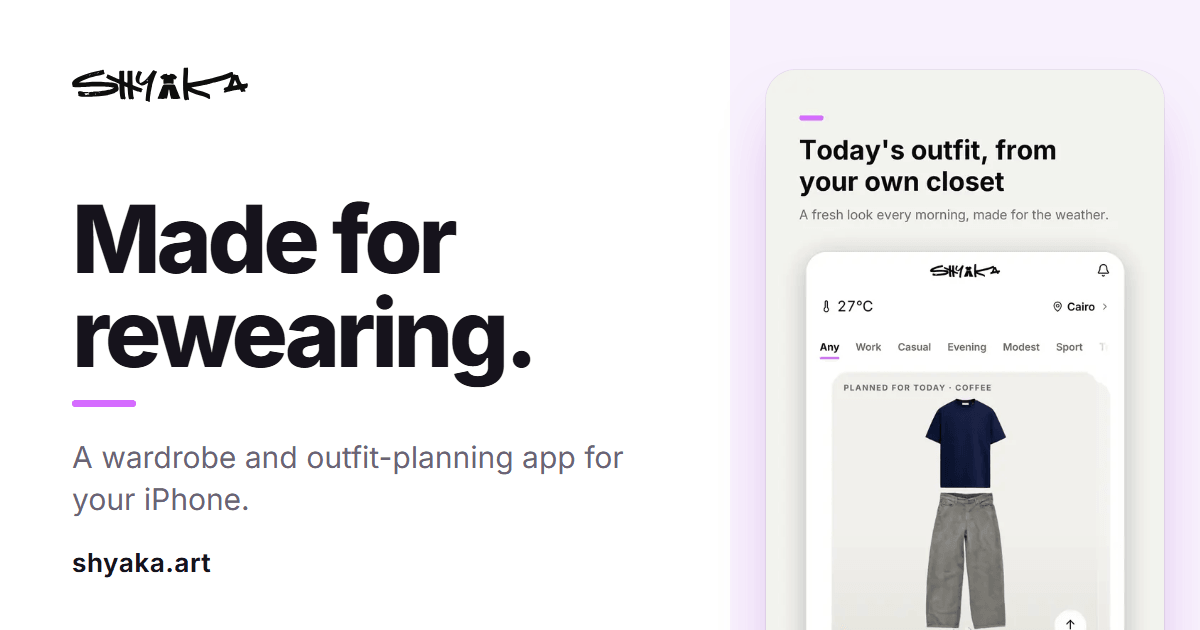 SHYAKA
Made for
rewearing.
A wardrobe and outfit-planning app for
your iPhone.
shyaka.art
Today's outfit, from
your own closet
A fresh look every morning, made for the weather.
SHYAKA
27°C
Cairo
Any Work Casual Evening Modest Sport
PLANNED FOR TODAY · COFFEE